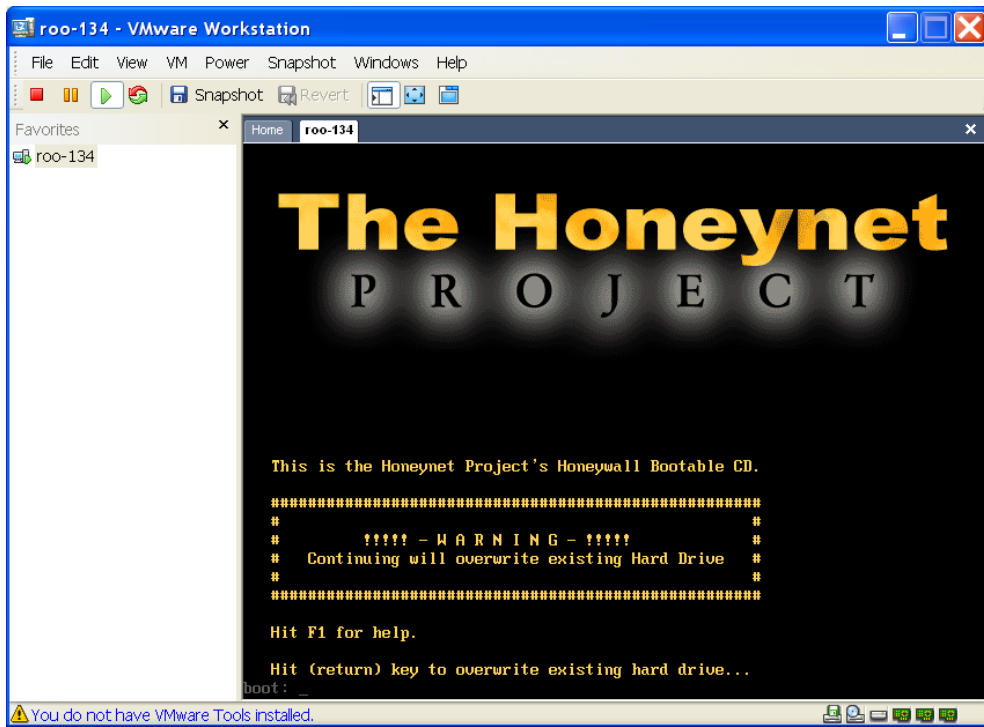 roo-134 - VMware Workstation
File Edit View VM Power Snapshot Windows Help
Snapshot Revert
Favorites × Home roo-134 ×
roo-134
The Honeynet
PROJECT
This is the Honeynet Project's Honeywall Bootable CD.
#####################################################
# #
# !!!!! - W A R N I N G - !!!!! #
# Continuing will overwrite existing Hard Drive #
# #
#####################################################
Hit F1 for help.
Hit (return) key to overwrite existing hard drive...
boot: _
You do not have VMware Tools installed.